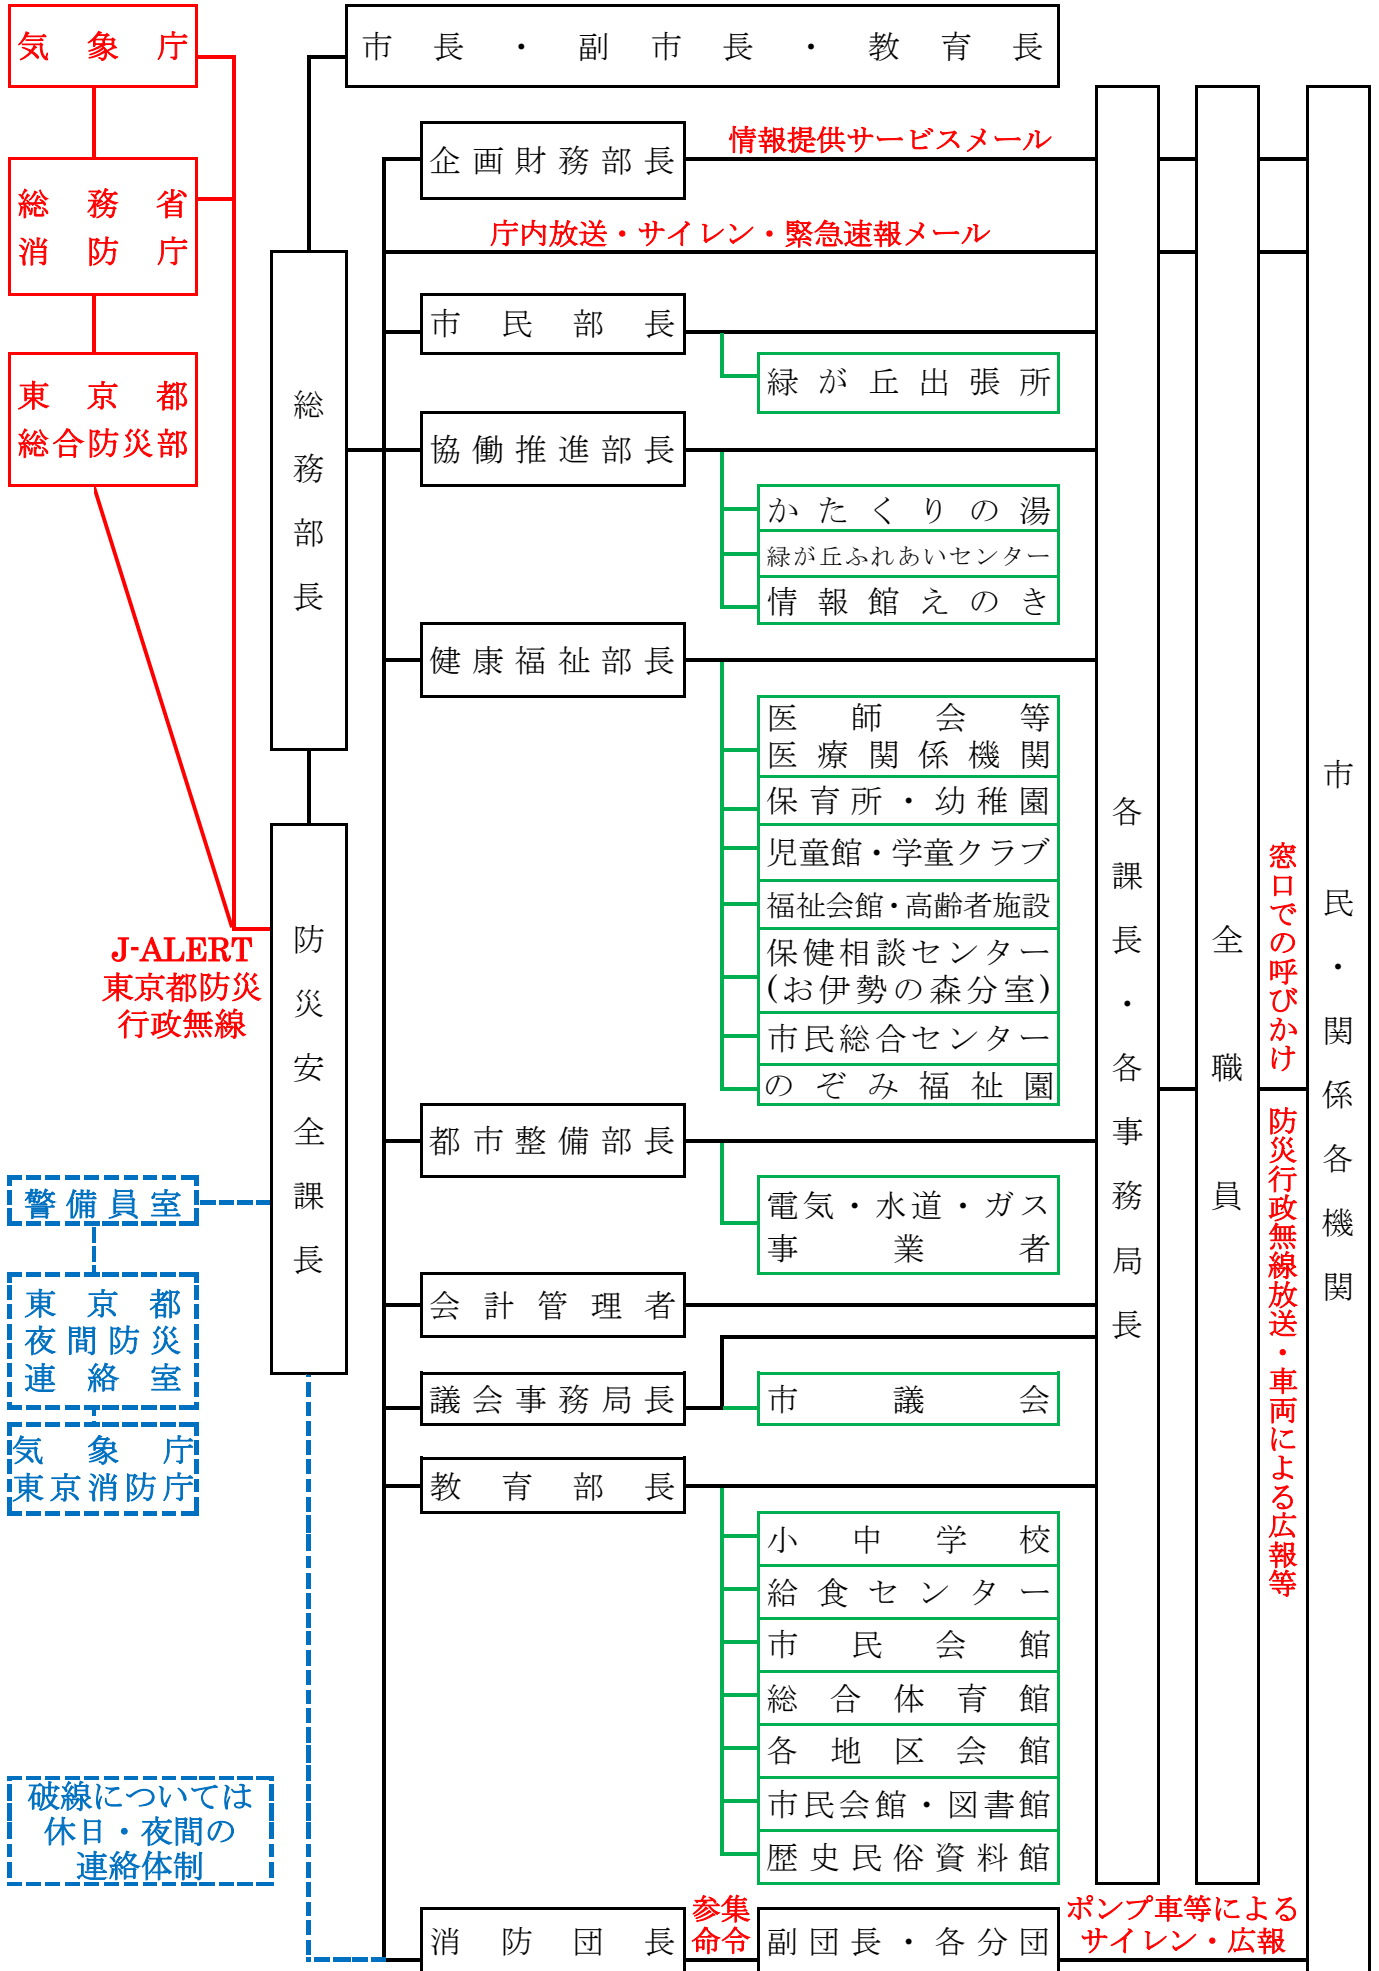 気象庁
総務省
消防庁
東京都
総合防災部
J-ALERT
東京都防災
行政無線
警備員室
東京都
夜間防災
連絡室
気象庁
東京消防庁
破線については
休日・夜間の
連絡体制
総務部長
防災安全課長
市長・副市長・教育長
企画財務部長
情報提供サービスメール
庁内放送・サイレン・緊急速報メール
市民部長
緑が丘出張所
協働推進部長
かたくりの湯
緑が丘ふれあいセンター
情報館えのき
健康福祉部長
医師会等
医療関係機関
保育所・幼稚園
児童館・学童クラブ
福祉会館・高齢者施設
保健相談センター
(お伊勢の森分室)
市民総合センター
のぞみ福祉園
都市整備部長
電気・水道・ガス
事業者
会計管理者
議会事務局長
市議会
教育部長
小中学校
給食センター
市民会館
総合体育館
各地区会館
市民会館・図書館
歴史民俗資料館
消防団長
参集
命令
副団長・各分団
ポンプ車等による
サイレン・広報
各課長・各事務局長
全職員
窓口での呼びかけ
防災行政無線放送・車両による広報等
市民・関係各機関